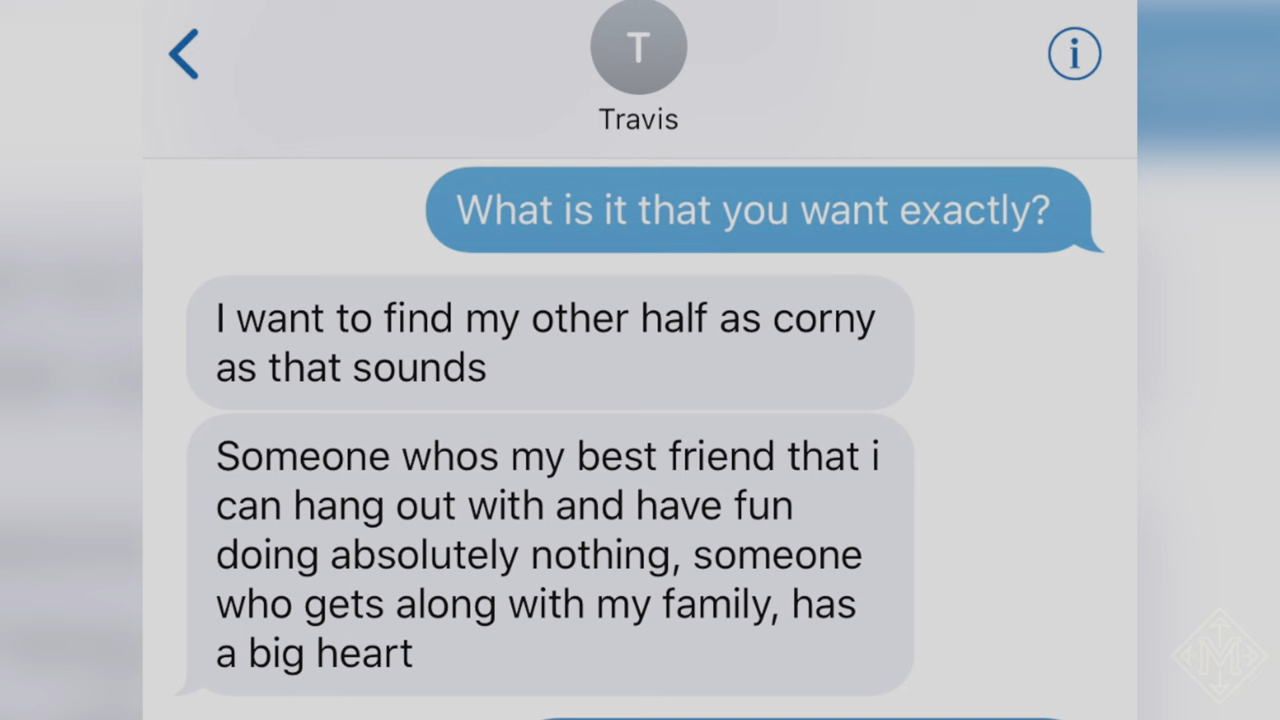 T
Travis
What is it that you want exactly?
I want to find my other half as corny
as that sounds
Someone whos my best friend that i
can hang out with and have fun
doing absolutely nothing, someone
who gets along with my family, has
a big heart
M